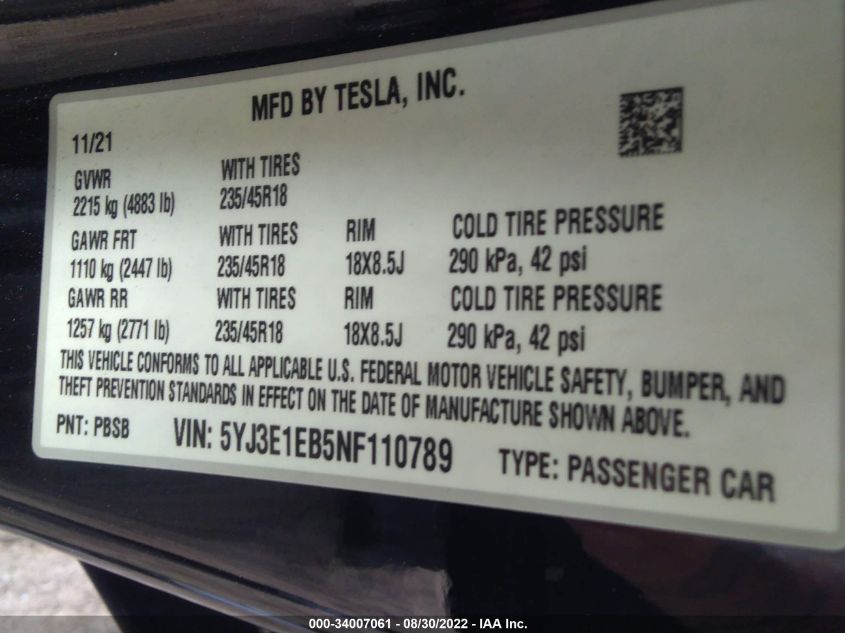 MFD BY TESLA, INC.
11/21
GVWR WITH TIRES
2215 kg (4883 lb) 235/45R18
GAWR FRT WITH TIRES RIM COLD TIRE PRESSURE
1110 kg (2447 lb) 235/45R18 18X8.5J 290 kPa, 42 psi
GAWR RR WITH TIRES RIM COLD TIRE PRESSURE
1257 kg (2771 lb) 235/45R18 18X8.5J 290 kPa, 42 psi
THIS VEHICLE CONFORMS TO ALL APPLICABLE U.S. FEDERAL MOTOR VEHICLE SAFETY, BUMPER, AND
THEFT PREVENTION STANDARDS IN EFFECT ON THE DATE OF MANUFACTURE SHOWN ABOVE.
PNT: PBSB VIN: 5YJ3E1EB5NF110789 TYPE: PASSENGER CAR
000-34007061 - 08/30/2022 - IAA Inc.